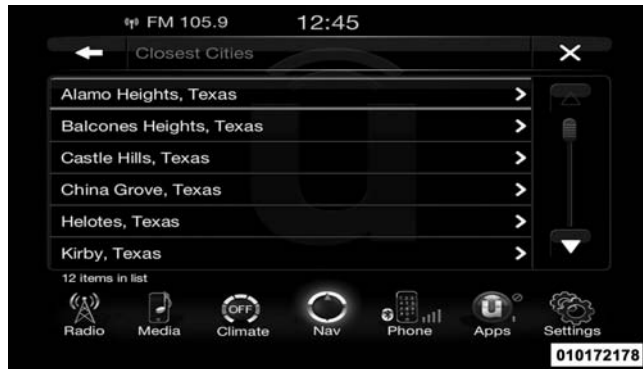 FM 105.9 12:45
Closest Cities
Alamo Heights, Texas
Balcones Heights, Texas
Castle Hills, Texas
China Grove, Texas
Helotes, Texas
Kirby, Texas
12 items in list
OFF
Radio Media Climate Nav Phone Apps Settings
010172178